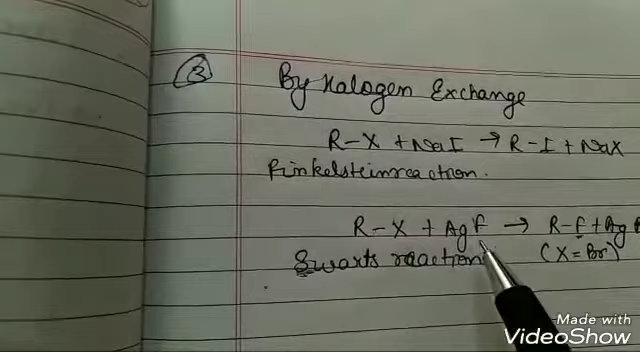 3 By Halogen Exchange
R-X + NaI → R-I + NaX
Finkelstein reaction.
R-X + AgF → R-F + Ag
Swarts reaction (X = Br)
Made with
VideoShow